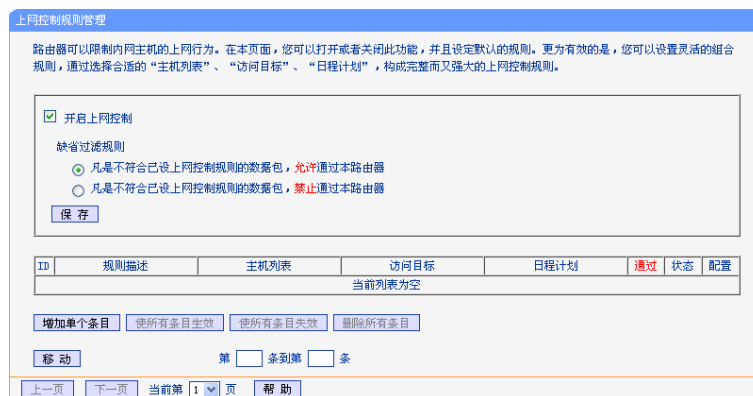 上网控制规则管理
路由器可以限制内网主机的上网行为。在本页面，您可以打开或者关闭此功能，并且设定默认的规则。更为有效的是，您可以设置灵活的组合
规则，通过选择合适的“主机列表”、“访问目标”、“日程计划”，构成完整而又强大的上网控制规则。
开启上网控制
缺省过滤规则
凡是不符合已设上网控制规则的数据包，允许通过本路由器
凡是不符合已设上网控制规则的数据包，禁止通过本路由器
保 存
ID 规则描述 主机列表 访问目标 日程计划 通过 状态 配置
当前列表为空
增加单个条目 使所有条目生效 使所有条目失效 删除所有条目
移 动 第 条到第 条
上一页 下一页 当前第 1 页 帮 助